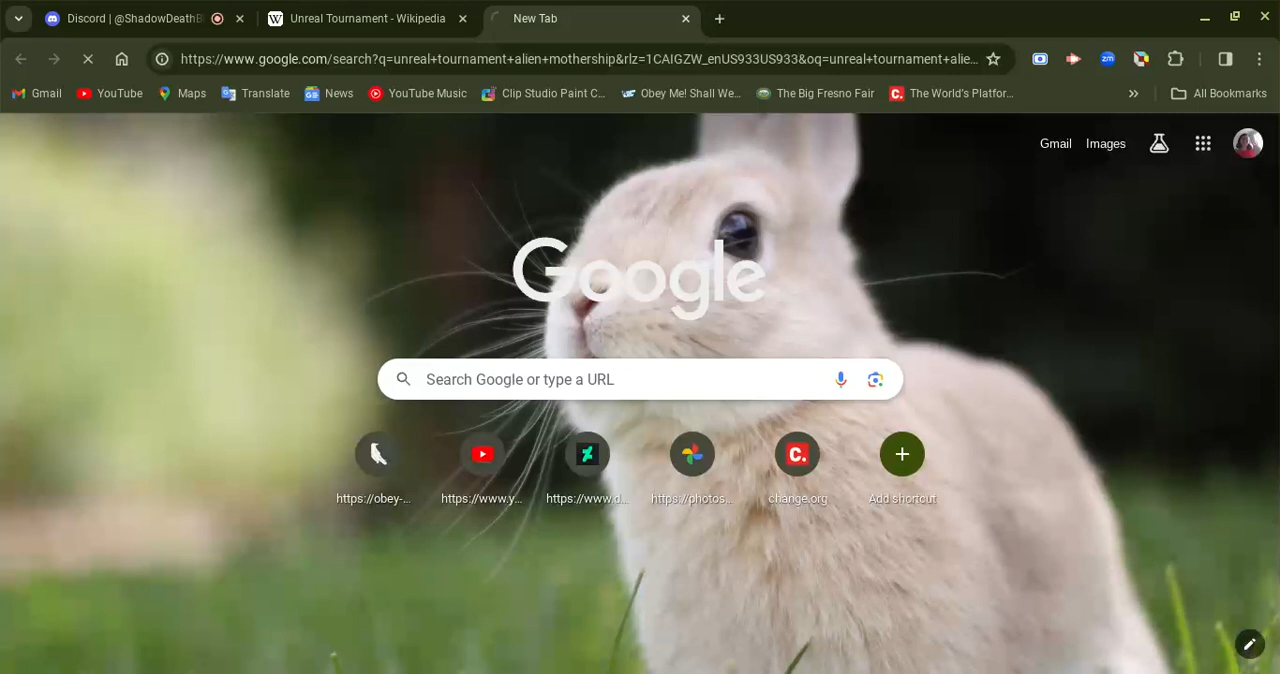 Discord | @ShadowDeathB
Unreal Tournament - Wikipedia
New Tab
https://www.google.com/search?q=unreal+tournament+alien+mothership&rlz=1CAIGZW_enUS933US933&oq=unreal+tournament+alie...
Gmail
YouTube
Maps
Translate
News
YouTube Music
Clip Studio Paint C...
Obey Me! Shall We...
The Big Fresno Fair
The World's Platfor...
All Bookmarks
Gmail
Images
Google
Search Google or type a URL
https://obey-...
https://www.y...
https://www.d...
https://photos...
change.org
Add shortcut